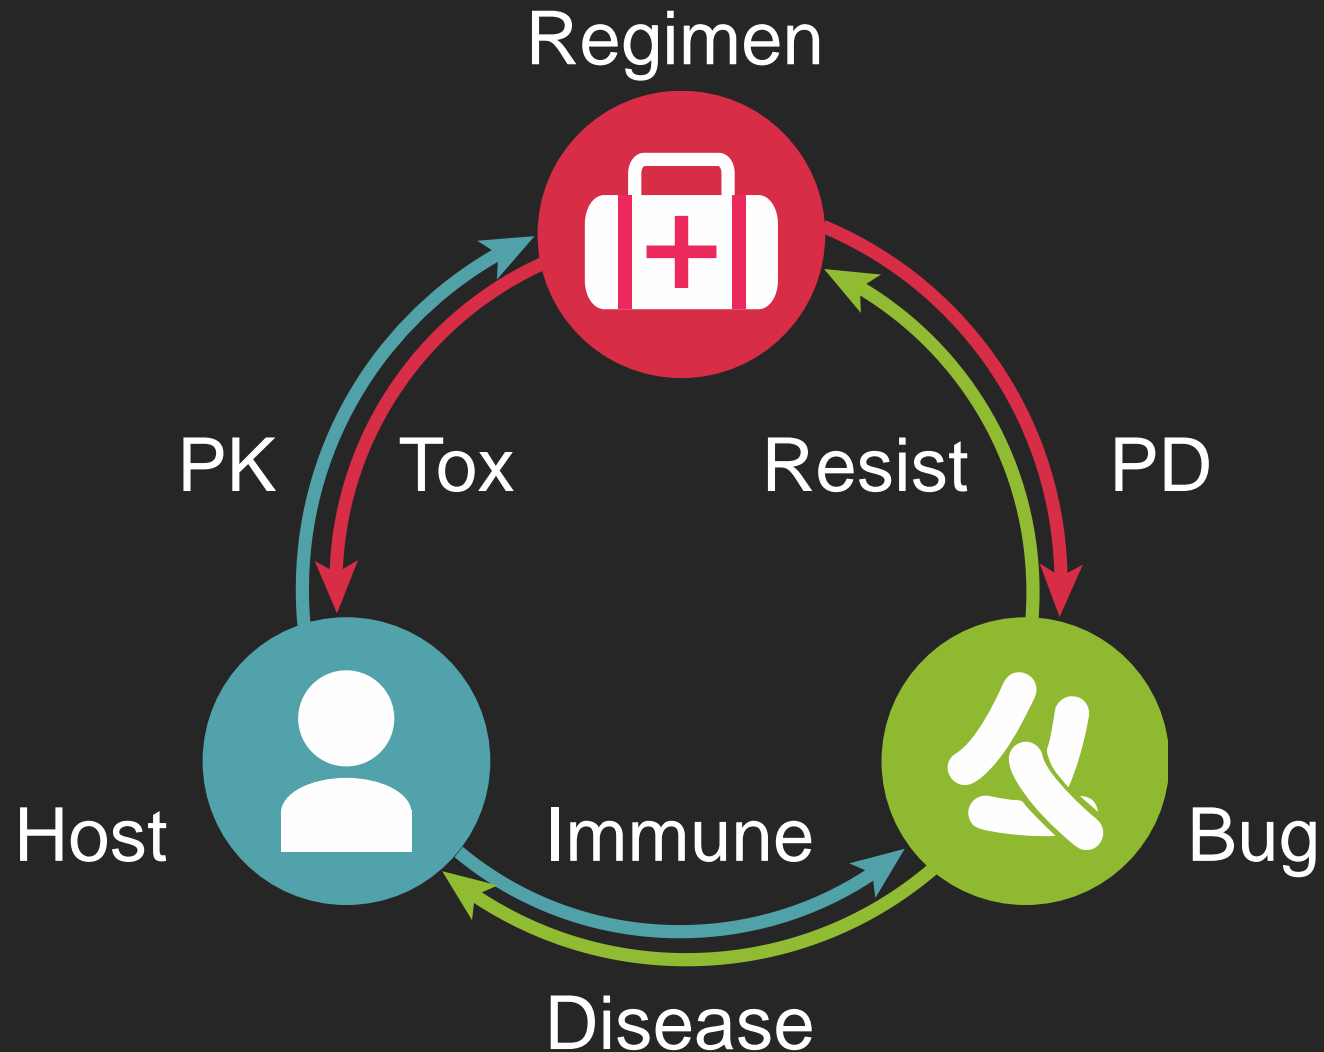 Regimen
PK
Tox
Resist
PD
Host
Immune
Bug
Disease